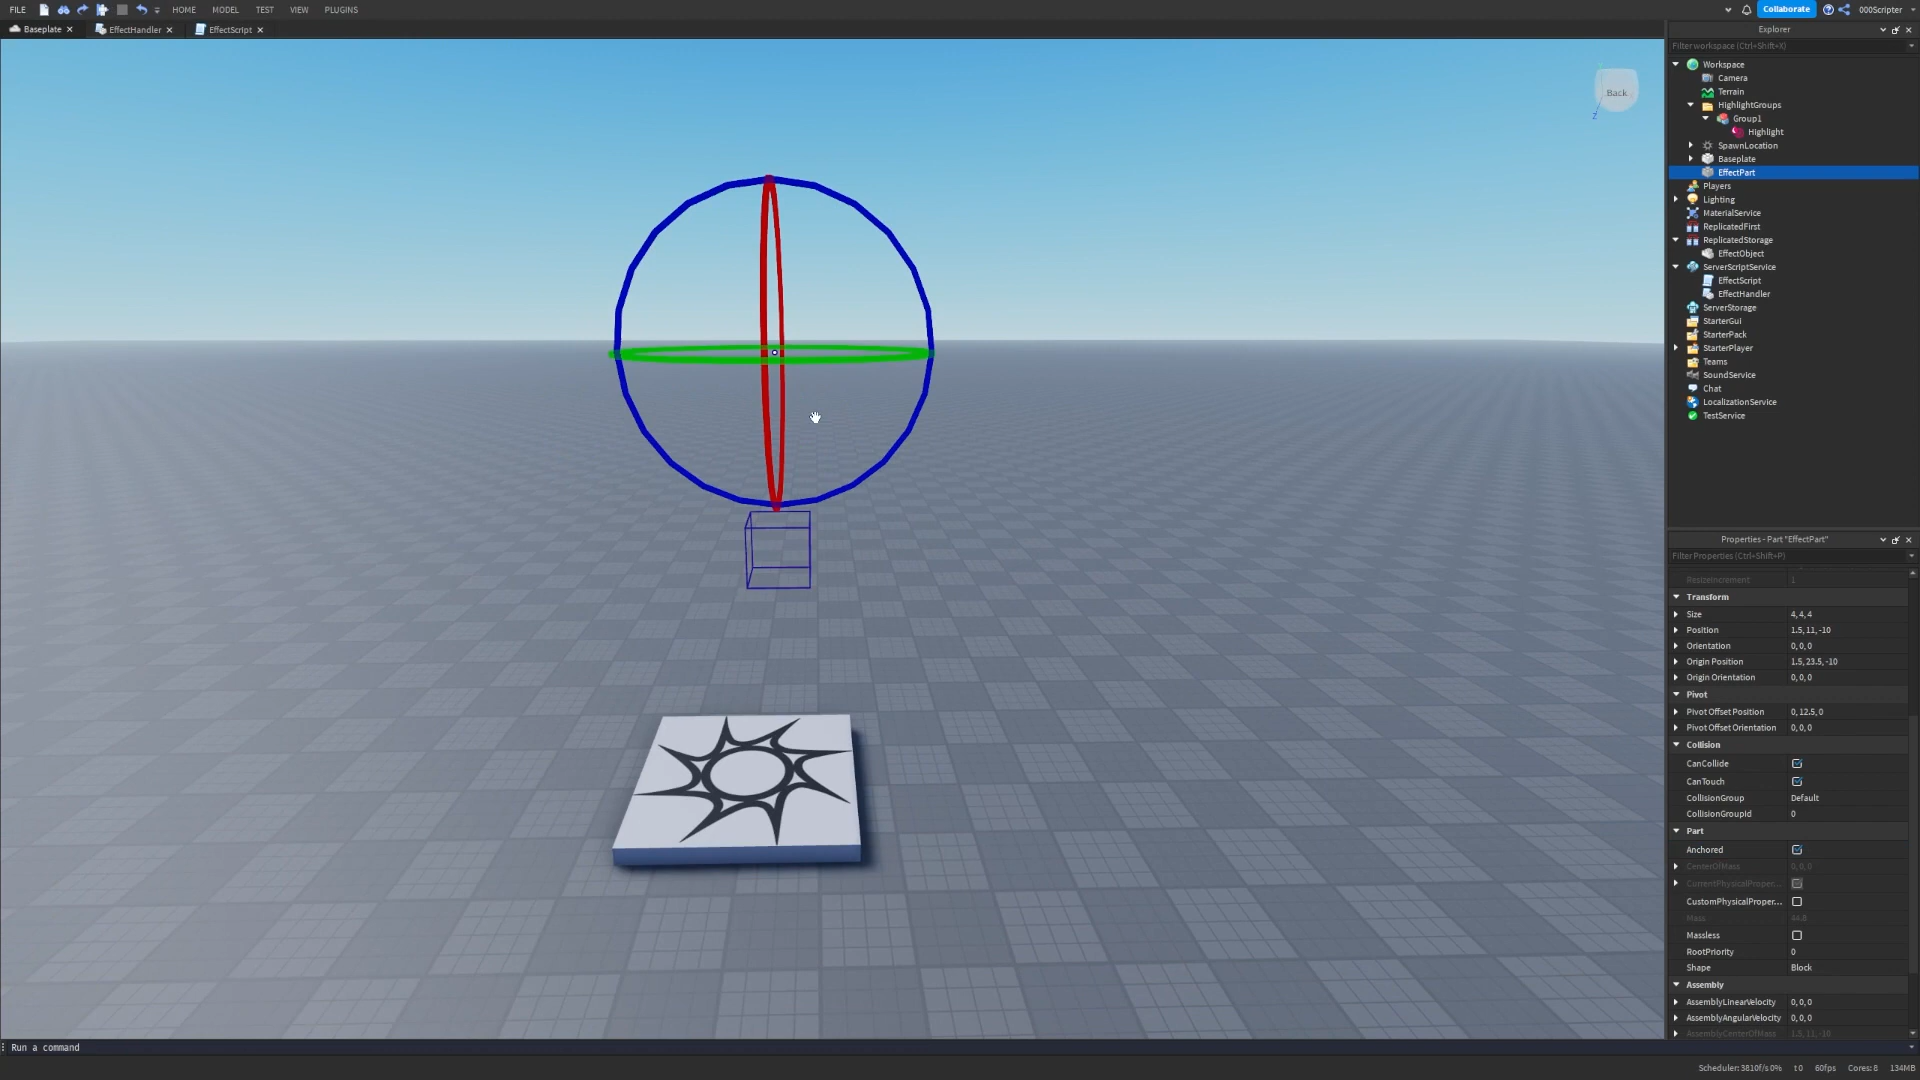 FILE HOME MODEL TEST VIEW PLUGINS Collaborate 000Scripter
Baseplate EffectHandler EffectScript
Back
Z
Explorer
Filter workspace (Ctrl+Shift+X)
Workspace
Camera
Terrain
HighlightGroups
Group1
Highlight
SpawnLocation
Baseplate
EffectPart
Players
Lighting
MaterialService
ReplicatedFirst
ReplicatedStorage
EffectObject
ServerScriptService
EffectScript
EffectHandler
ServerStorage
StarterGui
StarterPack
StarterPlayer
Teams
SoundService
Chat
LocalizationService
TestService
Properties - Part "EffectPart"
Filter Properties (Ctrl+Shift+P)
ResizeIncrement 1
Transform
Size 4, 4, 4
Position 1.5, 11, -10
Orientation 0, 0, 0
Origin Position 1.5, 23.5, -10
Origin Orientation 0, 0, 0
Pivot
Pivot Offset Position 0, 12.5, 0
Pivot Offset Orientation 0, 0, 0
Collision
CanCollide
CanTouch
CollisionGroup Default
CollisionGroupId 0
Part
Anchored
CenterOfMass 0, 0, 0
CurrentPhysicalProper...
CustomPhysicalProper...
Mass 44.8
Massless
RootPriority 0
Shape Block
Assembly
AssemblyLinearVelocity 0, 0, 0
AssemblyAngularVelocity 0, 0, 0
AssemblyCenterOfMass 1.5, 11, -10
Run a command
Scheduler: 3810f/s 0% t 0 60fps Cores: 8 134MB